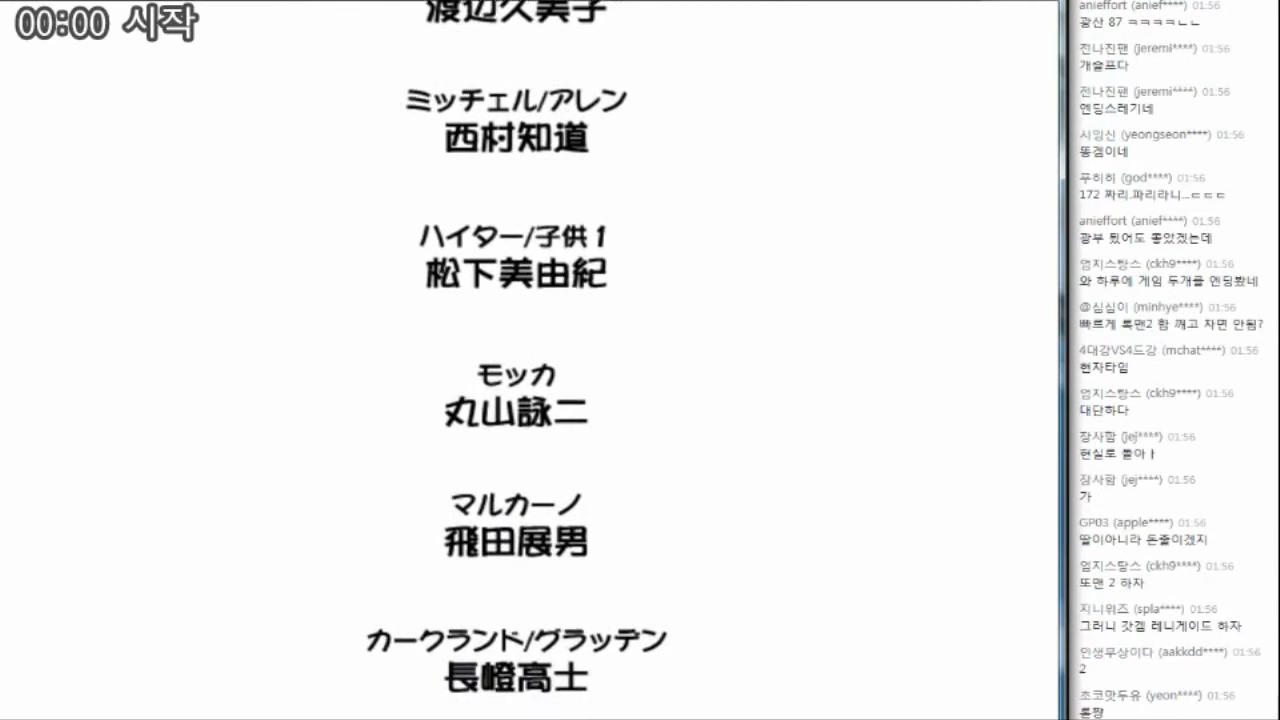 00:00 시작
渡辺久美子
ミッチェル/アレン
西村知道
ハイター/子供1
松下美由紀
モッカ
丸山詠二
マルカーノ
飛田展男
カークランド/グラッデン
長嶝高士
anieffort (anief****) 01:56
광산 87 ㅋㅋㅋㅋㄴㄴ
전나진팬 (jeremi****) 01:56
개슬프다
전나진팬 (jeremi****) 01:56
엔딩스레기네
시밍신 (yeongseon****) 01:56
똥겜이네
푸히히 (god****) 01:56
172 짜리.파리라니...ㄷㄷㄷ
anieffort (anief****) 01:56
광부 됬어도 좋았겠는데
엄지스탕스 (ckh9****) 01:56
와 하루에 게임 두개를 엔딩봤네
@심심이 (minhye****) 01:56
빠르게 록맨2 함 깨고 자면 안됨?
4대강VS4드강 (mchat****) 01:56
현자타임
엄지스탕스 (ckh9****) 01:56
대단하다
장사함 (jej****) 01:56
현실로 돌아ㅏ
장사함 (jej****) 01:56
가
GP03 (apple****) 01:56
딸이아니라 돈줄이겠지
엄지스탕스 (ckh9****) 01:56
또맨 2 하자
지니위즈 (spla****) 01:56
그러니 갓겜 레니게이드 하자
인생무상이다 (aakkdd****) 01:56
2
초코맛두유 (yeon****) 01:56